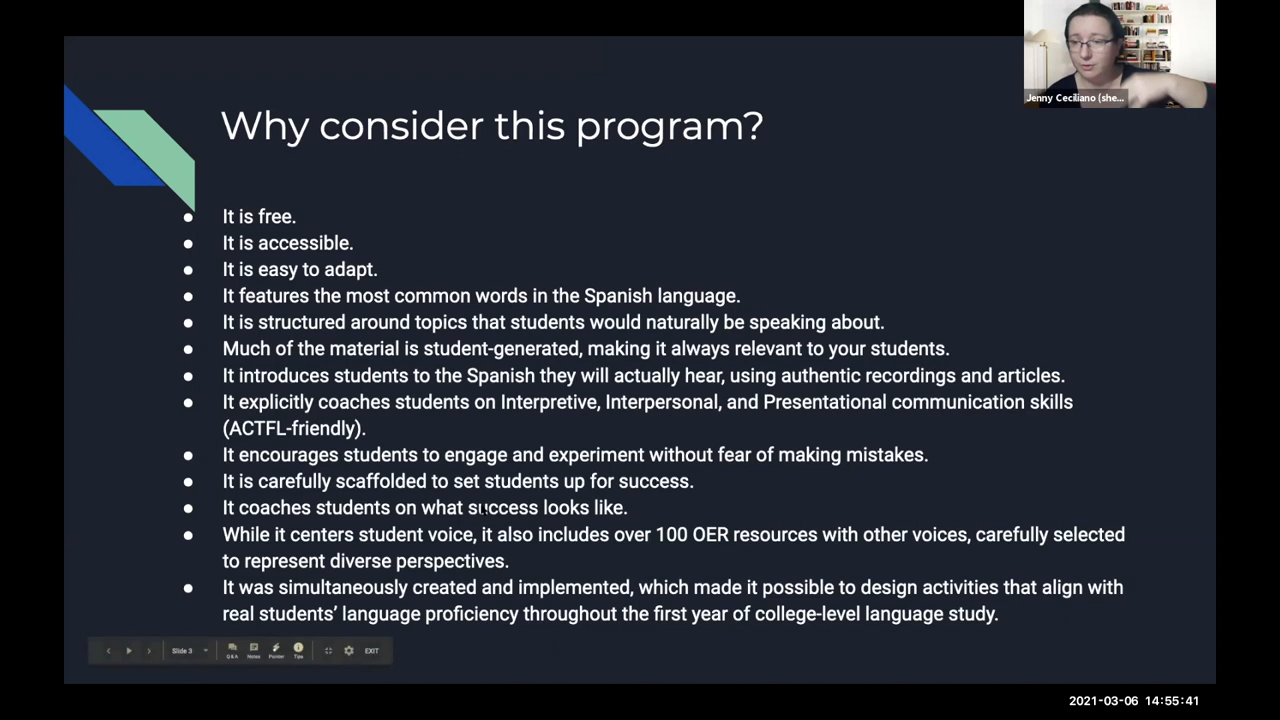 Jenny Ceciliano (she...
Why consider this program?
● It is free.
● It is accessible.
● It is easy to adapt.
● It features the most common words in the Spanish language.
● It is structured around topics that students would naturally be speaking about.
● Much of the material is student-generated, making it always relevant to your students.
● It introduces students to the Spanish they will actually hear, using authentic recordings and articles.
● It explicitly coaches students on Interpretive, Interpersonal, and Presentational communication skills
(ACTFL-friendly).
● It encourages students to engage and experiment without fear of making mistakes.
● It is carefully scaffolded to set students up for success.
● It coaches students on what success looks like.
● While it centers student voice, it also includes over 100 OER resources with other voices, carefully selected
to represent diverse perspectives.
● It was simultaneously created and implemented, which made it possible to design activities that align with
real students’ language proficiency throughout the first year of college-level language study.
Slide 3 Q&A Notes Pointer Tips EXIT
2021-03-06 14:55:41